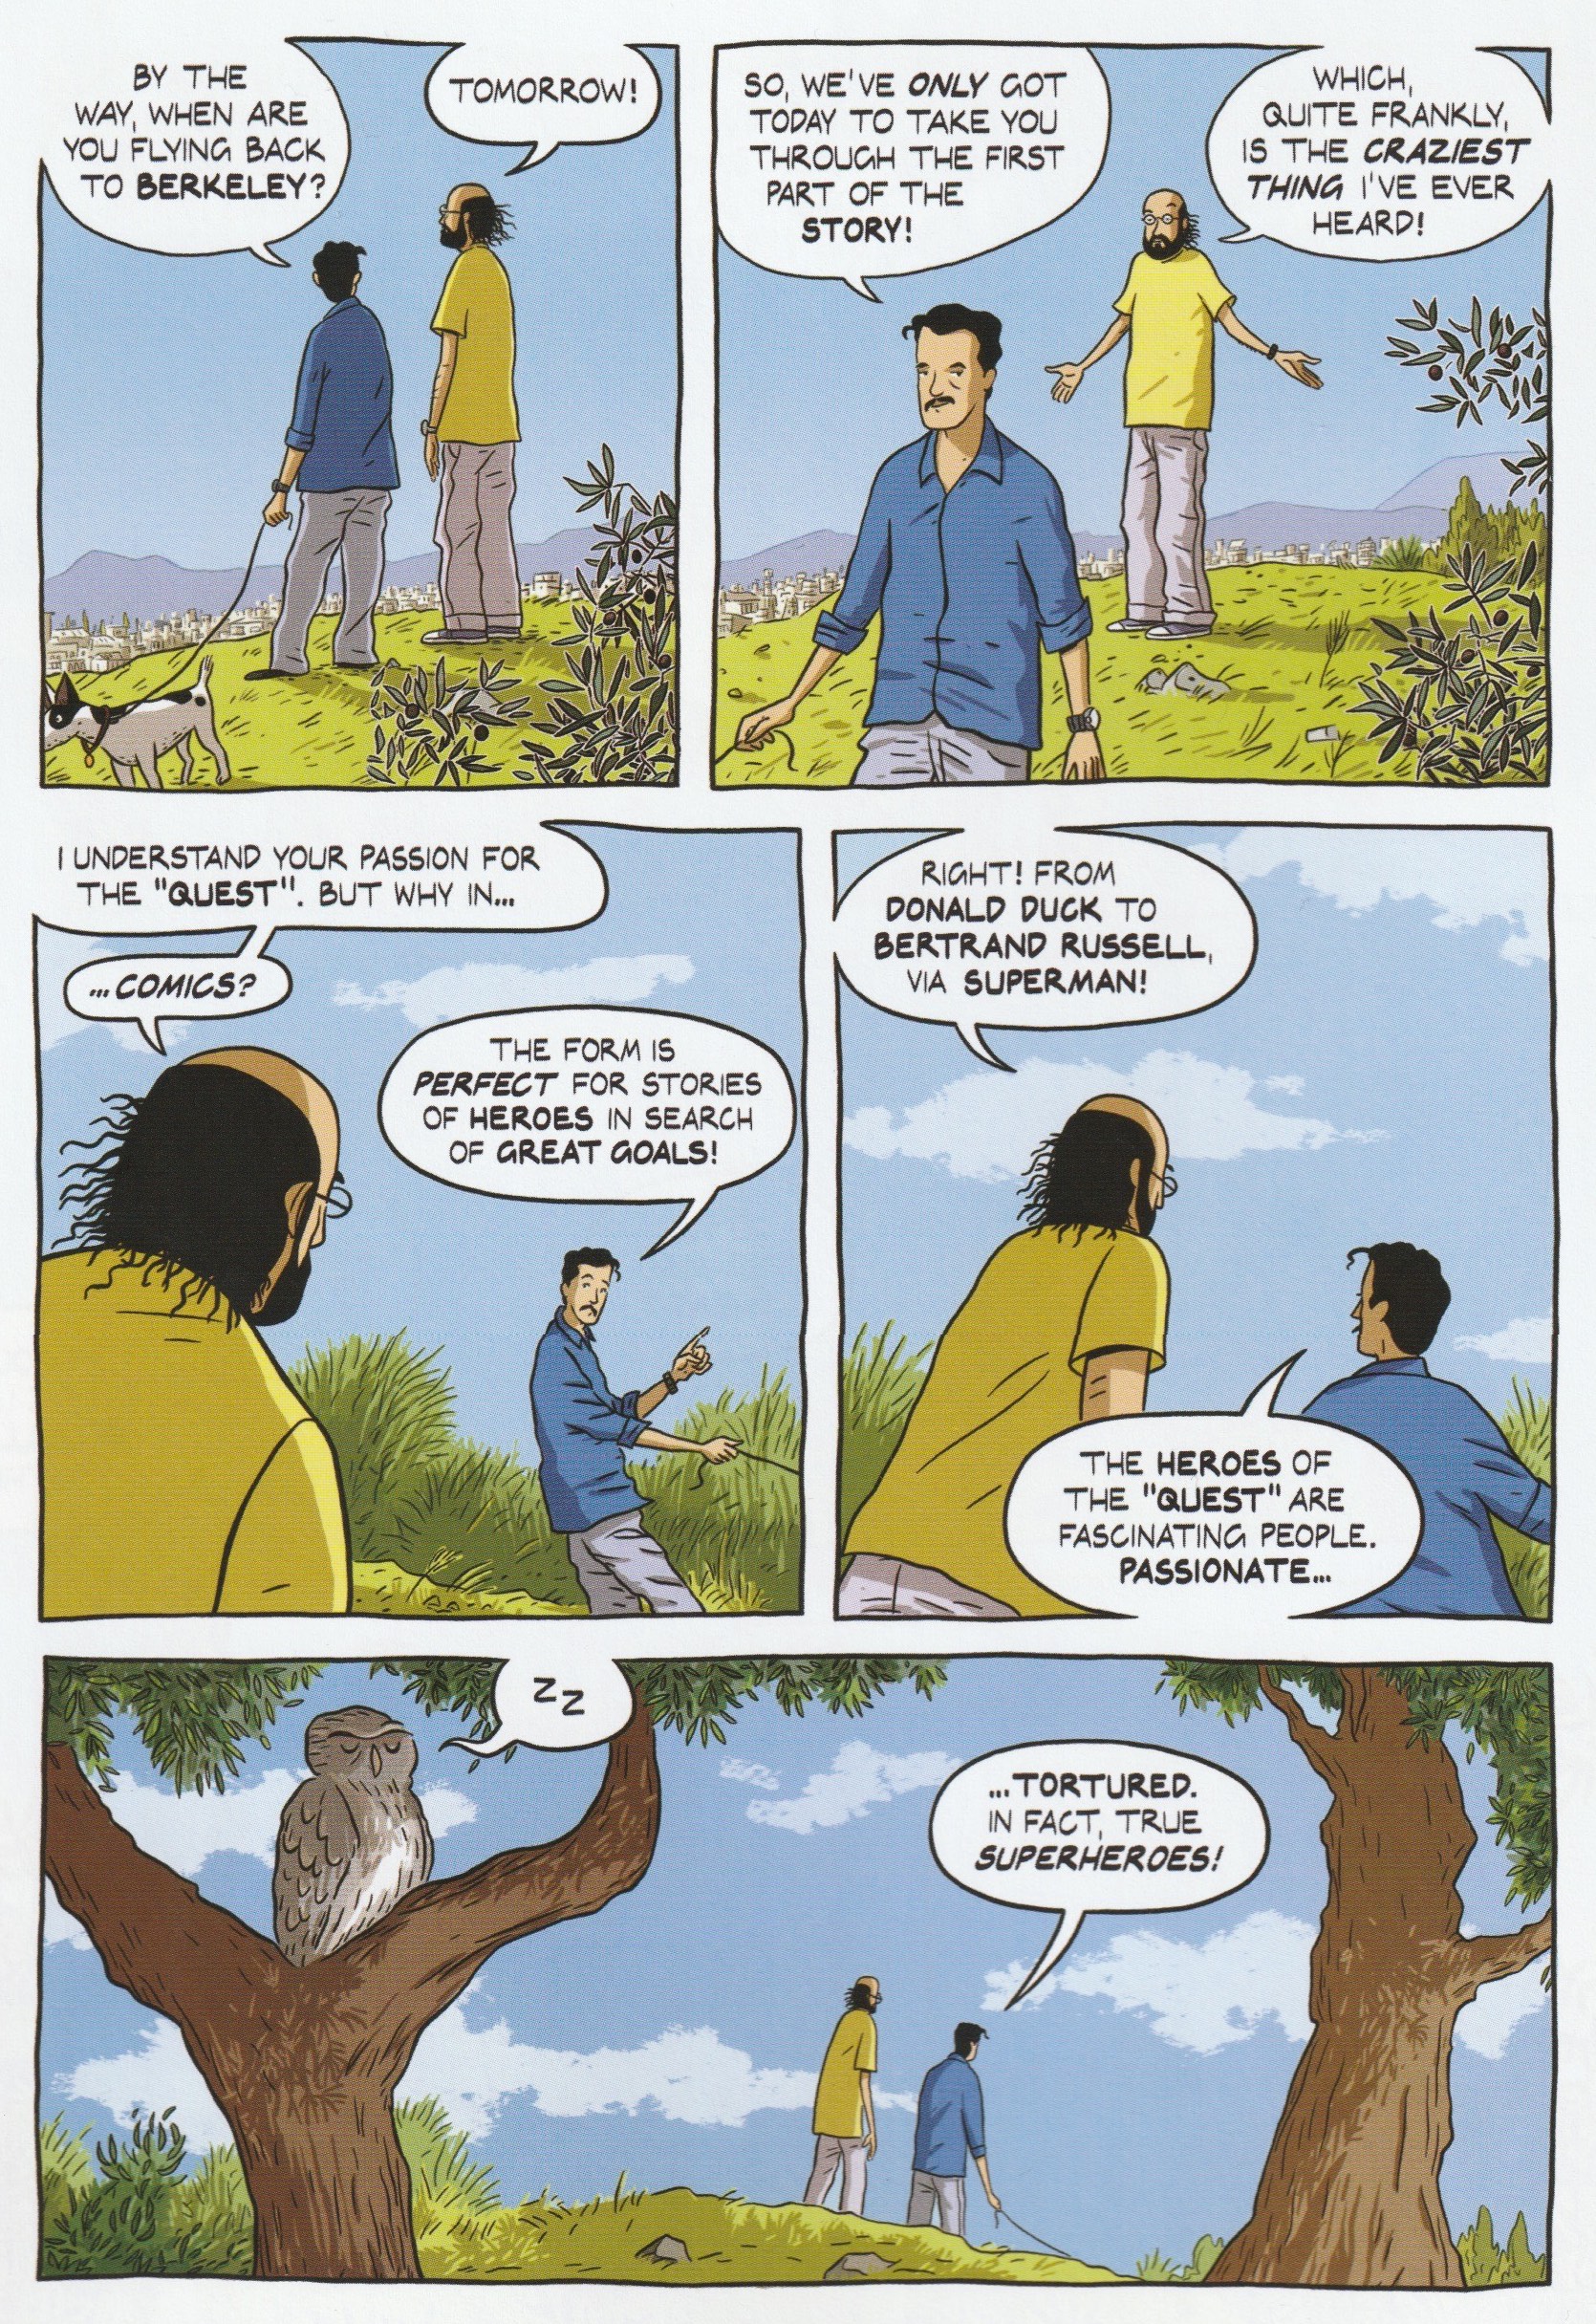 BY THE
WAY, WHEN ARE
YOU FLYING BACK
TO BERKELEY?
TOMORROW!
SO, WE'VE ONLY GOT
TODAY TO TAKE YOU
THROUGH THE FIRST
PART OF THE
STORY!
WHICH,
QUITE FRANKLY,
IS THE CRAZIEST
THING I'VE EVER
HEARD!
I UNDERSTAND YOUR PASSION FOR
THE "QUEST". BUT WHY IN...
...COMICS?
THE FORM IS
PERFECT FOR STORIES
OF HEROES IN SEARCH
OF GREAT GOALS!
RIGHT! FROM
DONALD DUCK TO
BERTRAND RUSSELL,
VIA SUPERMAN!
THE HEROES OF
THE "QUEST" ARE
FASCINATING PEOPLE.
PASSIONATE...
ZZ
...TORTURED.
IN FACT, TRUE
SUPERHEROES!